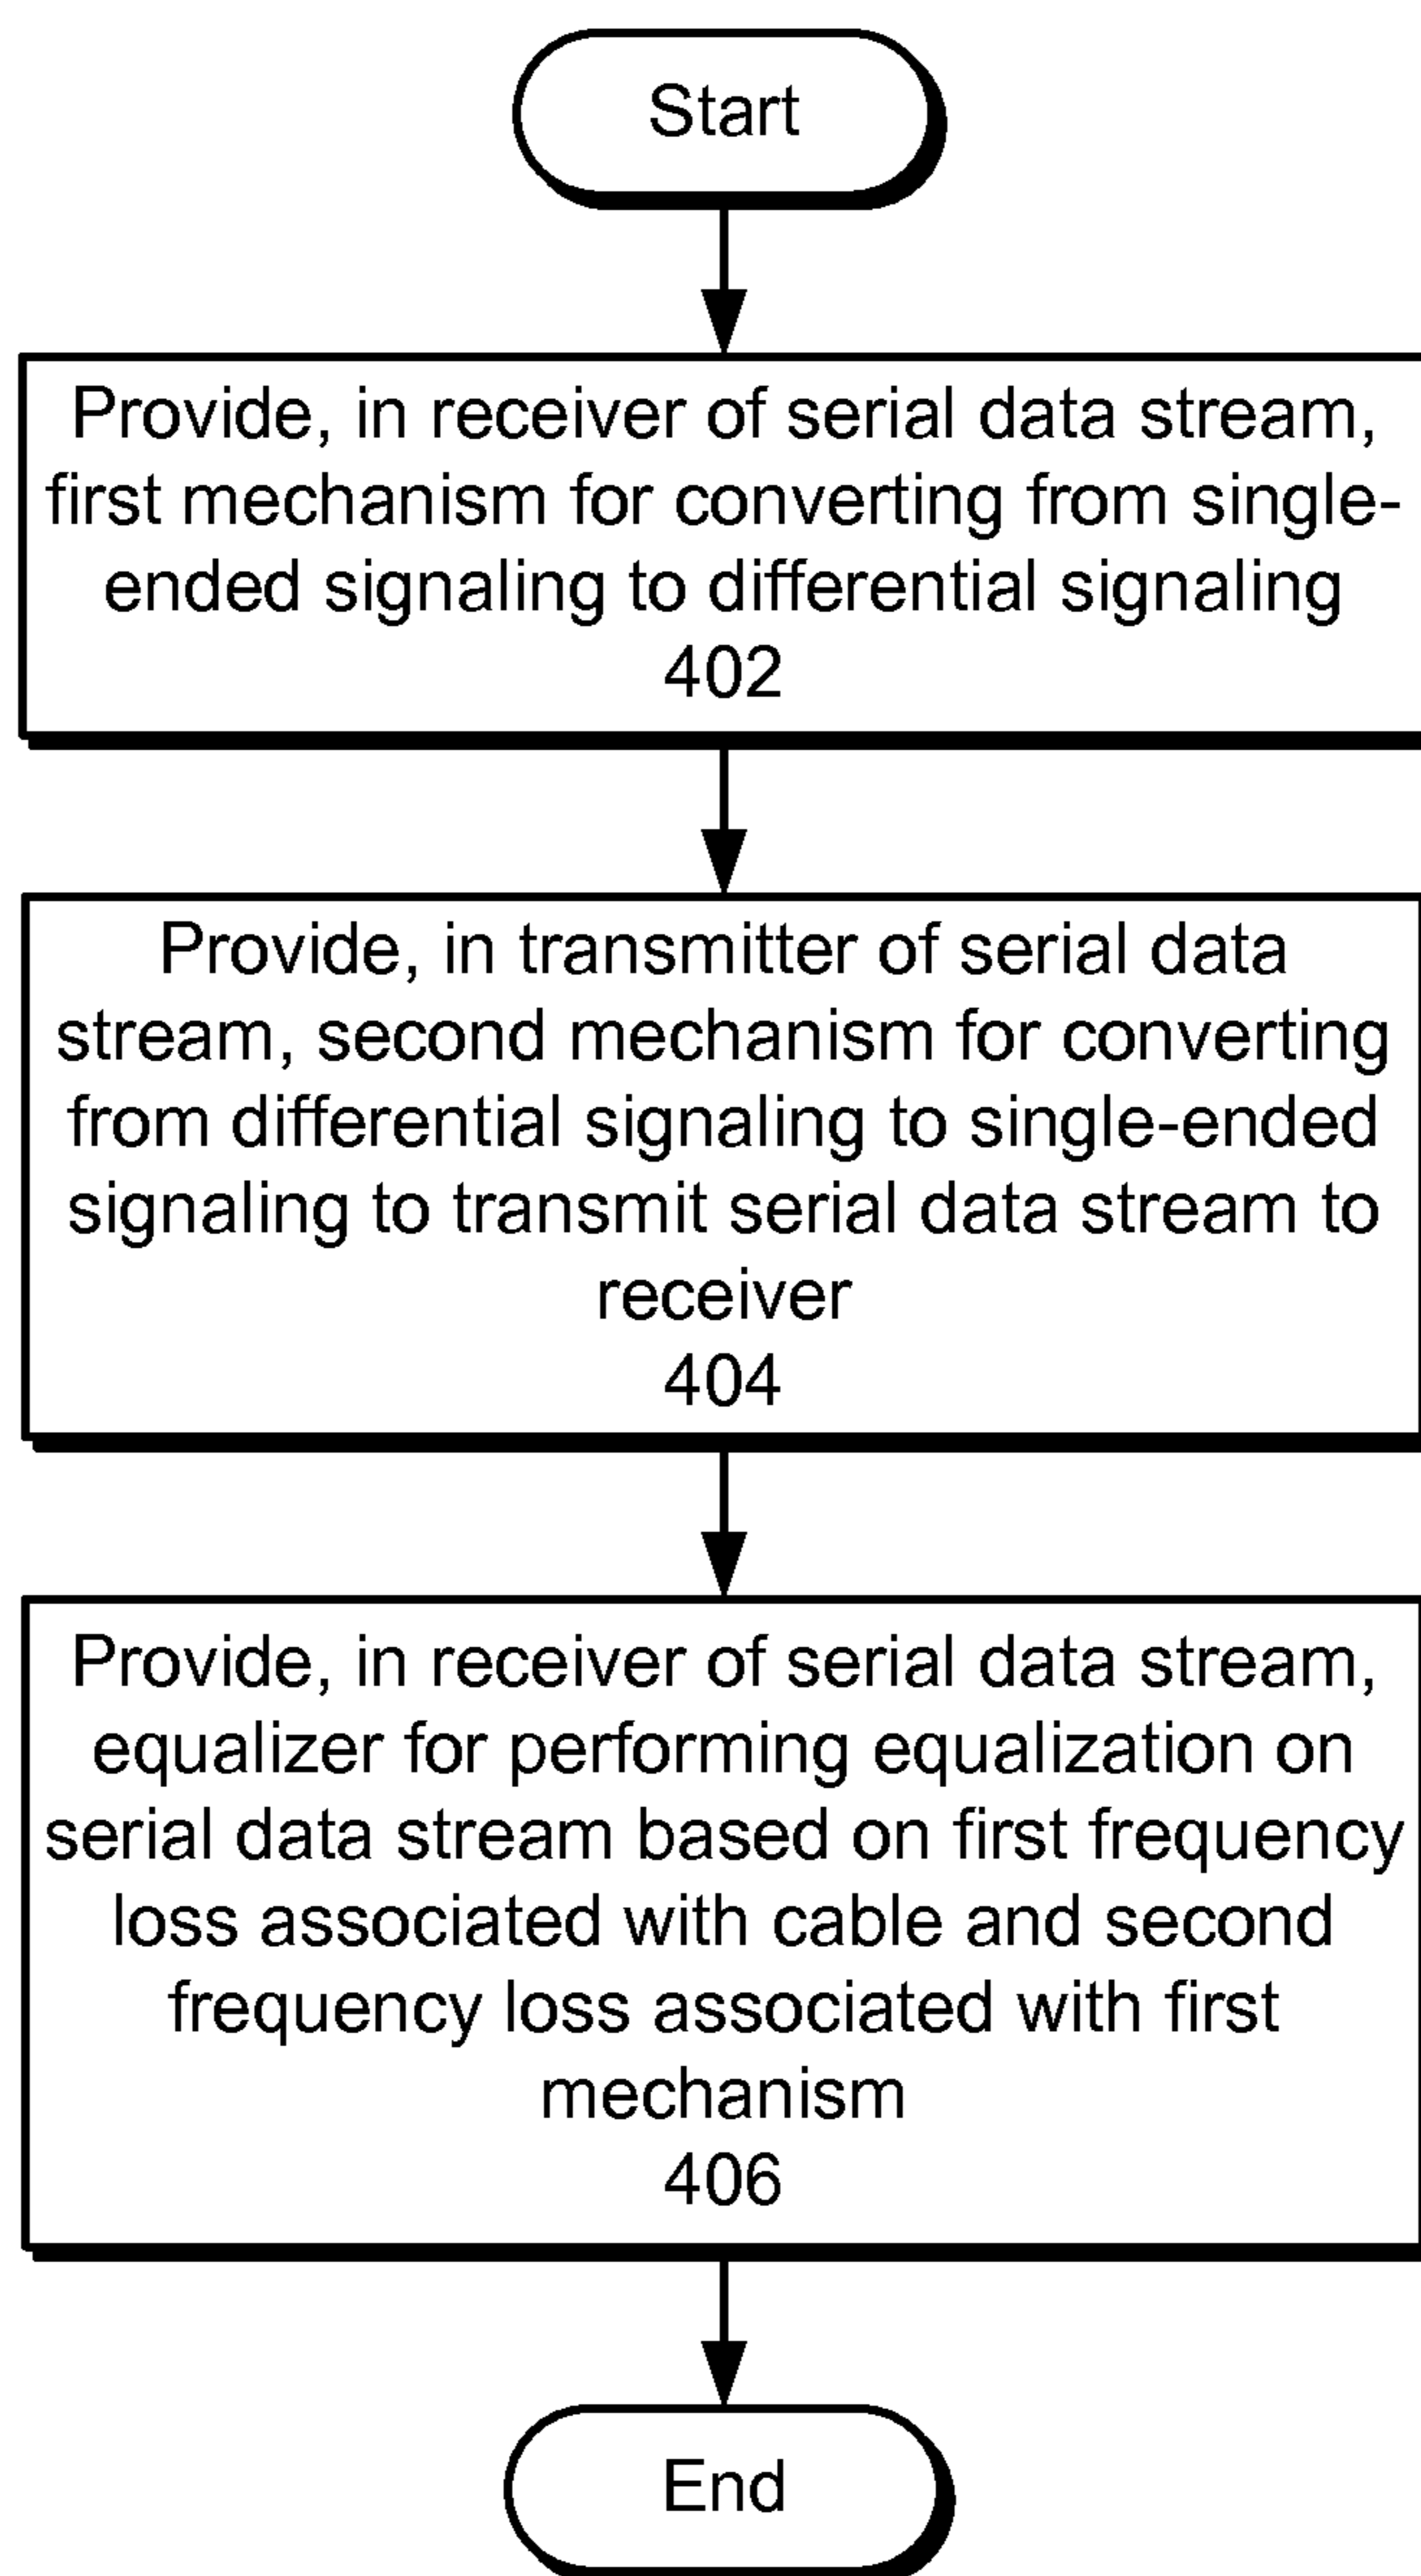 Start
Provide, in receiver of serial data stream,
first mechanism for converting from single-
ended signaling to differential signaling
402
Provide, in transmitter of serial data
stream, second mechanism for converting
from differential signaling to single-ended
signaling to transmit serial data stream to
receiver
404
Provide, in receiver of serial data stream,
equalizer for performing equalization on
serial data stream based on first frequency
loss associated with cable and second
frequency loss associated with first
mechanism
406
End